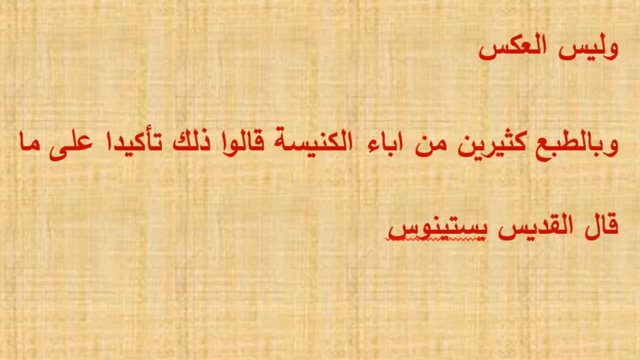 وليس العكس
وبالطبع كثيرين من اباء الكنيسة قالوا ذلك تأكيدا على ما
قال القديس يستينوس